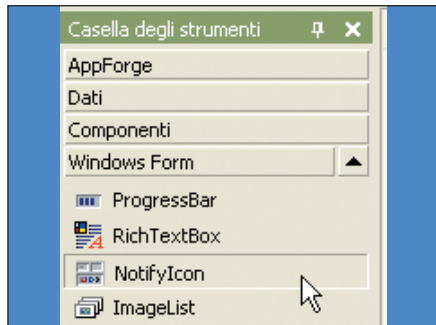 Casella degli strumenti
AppForge
Dati
Componenti
Windows Form
ProgressBar
RichTextBox
NotifyIcon
ImageList